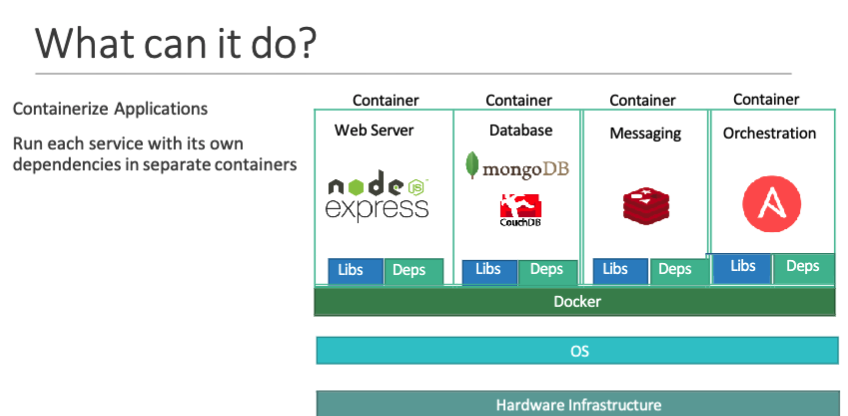 What can it do?
Containerize Applications
Run each service with its own
dependencies in separate containers
Container Container Container Container
Web Server Database Messaging Orchestration
node JS
express
mongoDB
CouchDB
A
Libs Deps Libs Deps Libs Deps Libs Deps
Docker
OS
Hardware Infrastructure